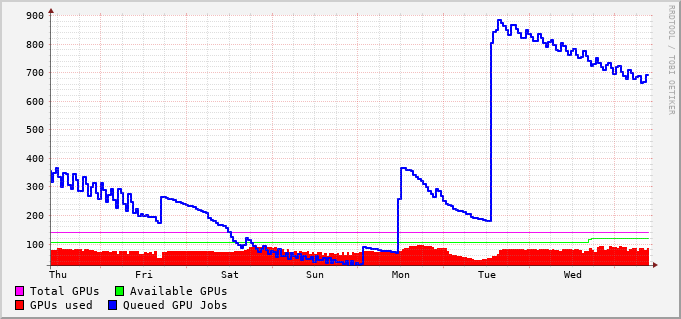 900
800
700
600
500
400
300
200
100
Thu Fri Sat Sun Mon Tue Wed
Total GPUs Available GPUs
GPUs used Queued GPU Jobs
RRDTOOL / TOBI OETIKER